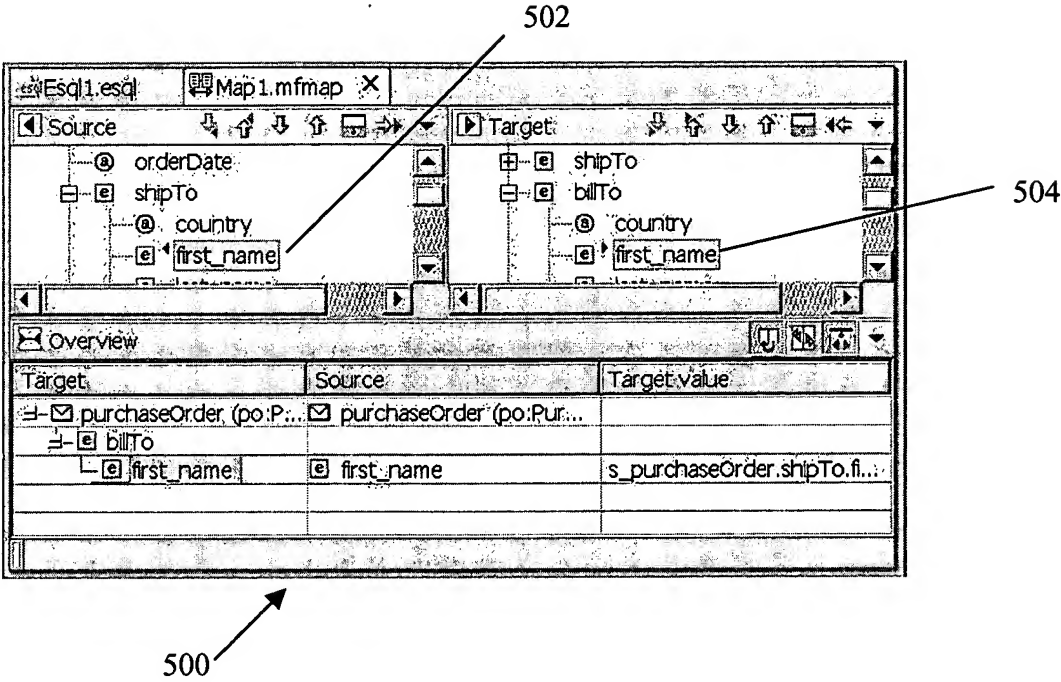 502
Esql1.esql Map1.mfmap X
Source Target
orderDate shipTo
shipTo billTo
country country
first_name first_name
504
Overview
Target Source Target value
purchaseOrder (po:P... purchaseOrder (po:Pur...
billTo
first_name first_name s_purchaseOrder.shipTo.fi...
500